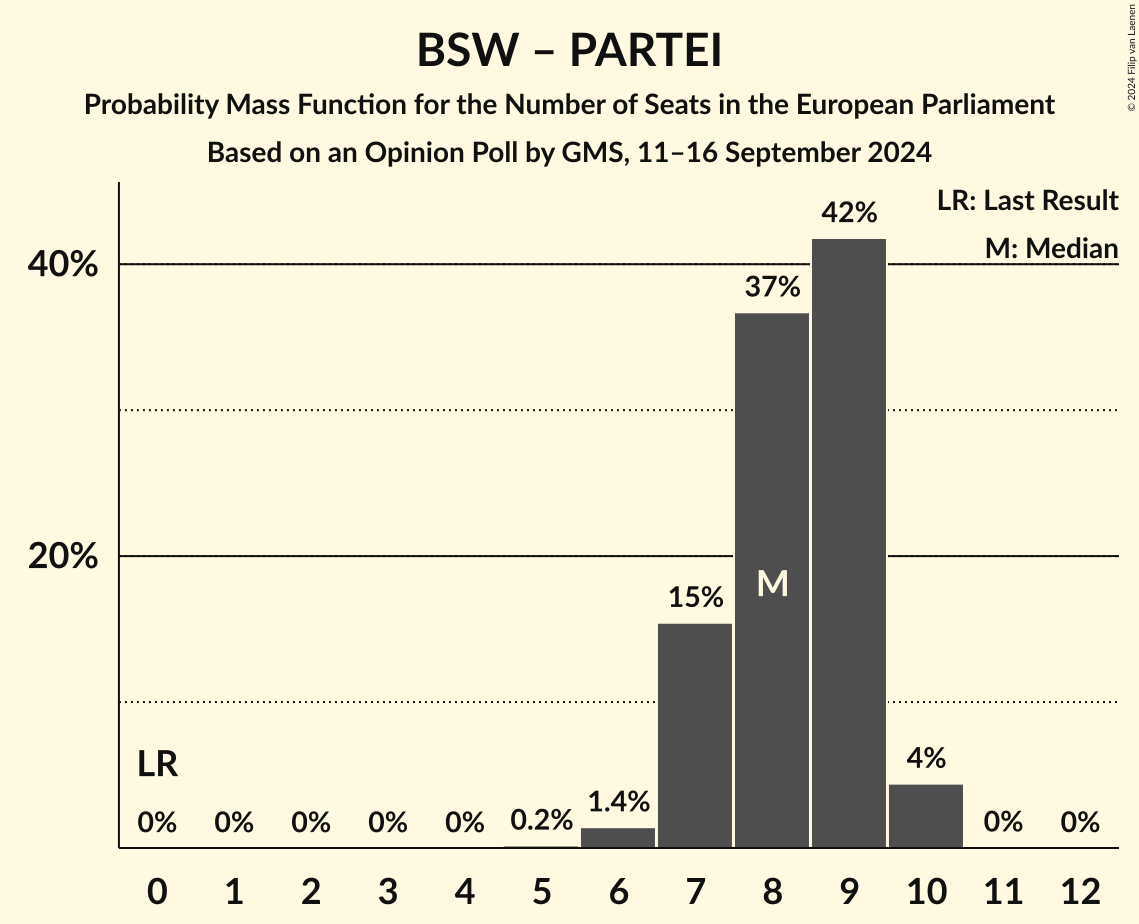 BSW – PARTEI
Probability Mass Function for the Number of Seats in the European Parliament
Based on an Opinion Poll by GMS, 11–16 September 2024
© 2024 Filip van Laenen
LR: Last Result
M: Median
40%
20%
LR
0%
0%
0%
0%
0%
0.2%
1.4%
15%
37%
M
42%
4%
0%
0%
0 1 2 3 4 5 6 7 8 9 10 11 12